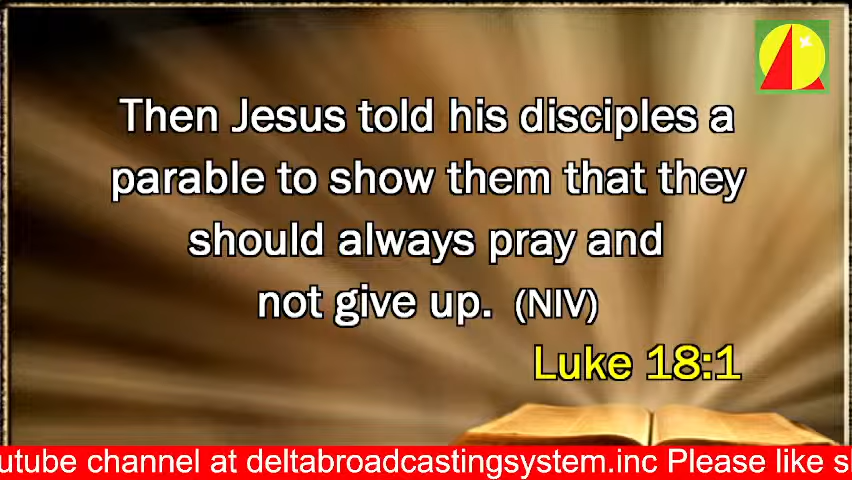 Then Jesus told his disciples a
parable to show them that they
should always pray and
not give up. (NIV)
Luke 18:1
utube channel at deltabroadcastingsystem.inc Please like s